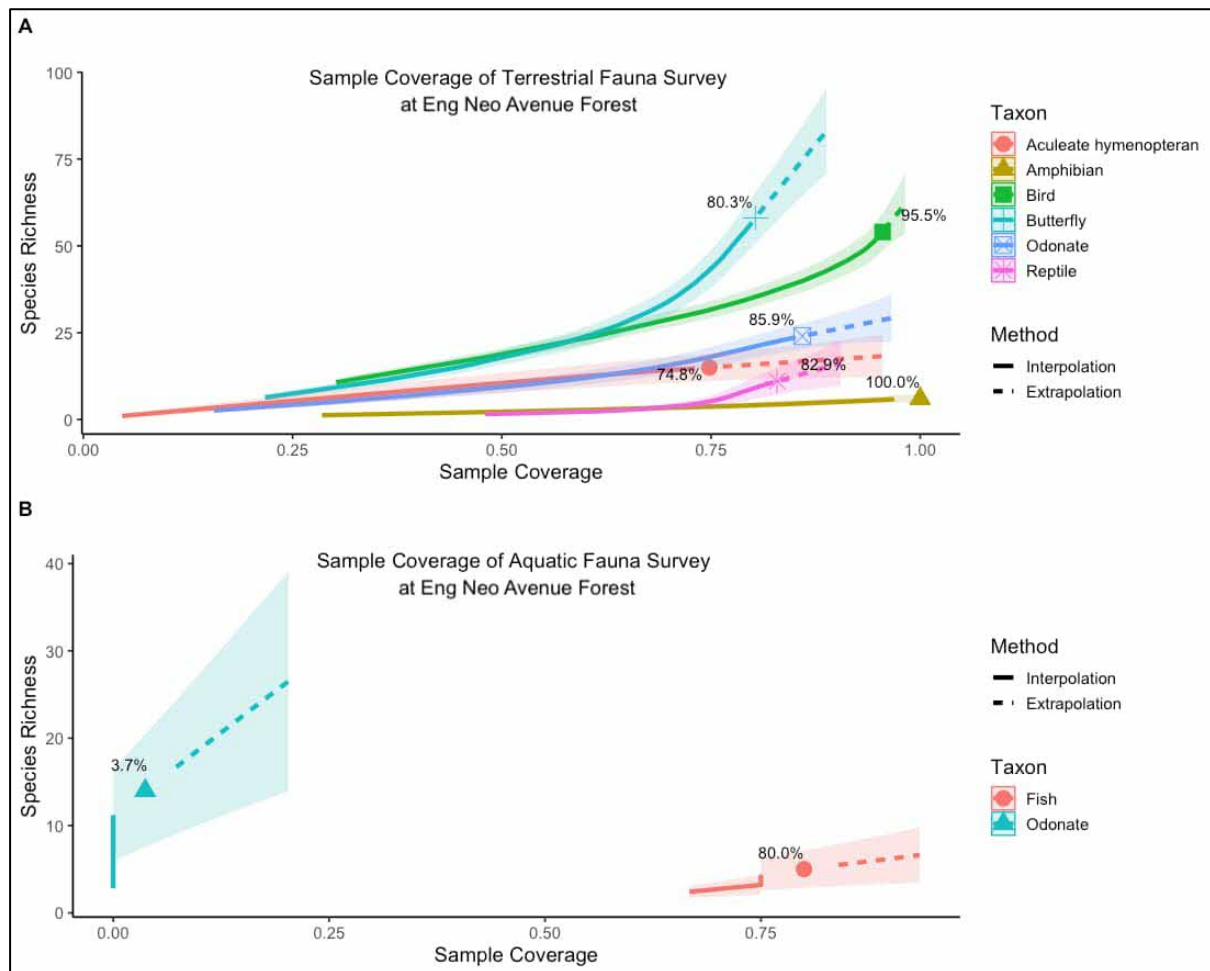 A
Sample Coverage of Terrestrial Fauna Survey
at Eng Neo Avenue Forest
Species Richness
100
75
50
25
0
80.3%
95.5%
85.9%
74.8%
82.9%
100.0%
0.00
0.25
0.50
0.75
1.00
Sample Coverage
Taxon
Aculeate hymenopteran
Amphibian
Bird
Butterfly
Odonate
Reptile
Method
Interpolation
Extrapolation
B
Sample Coverage of Aquatic Fauna Survey
at Eng Neo Avenue Forest
Species Richness
40
30
20
10
0
3.7%
80.0%
0.00
0.25
0.50
0.75
Sample Coverage
Method
Interpolation
Extrapolation
Taxon
Fish
Odonate